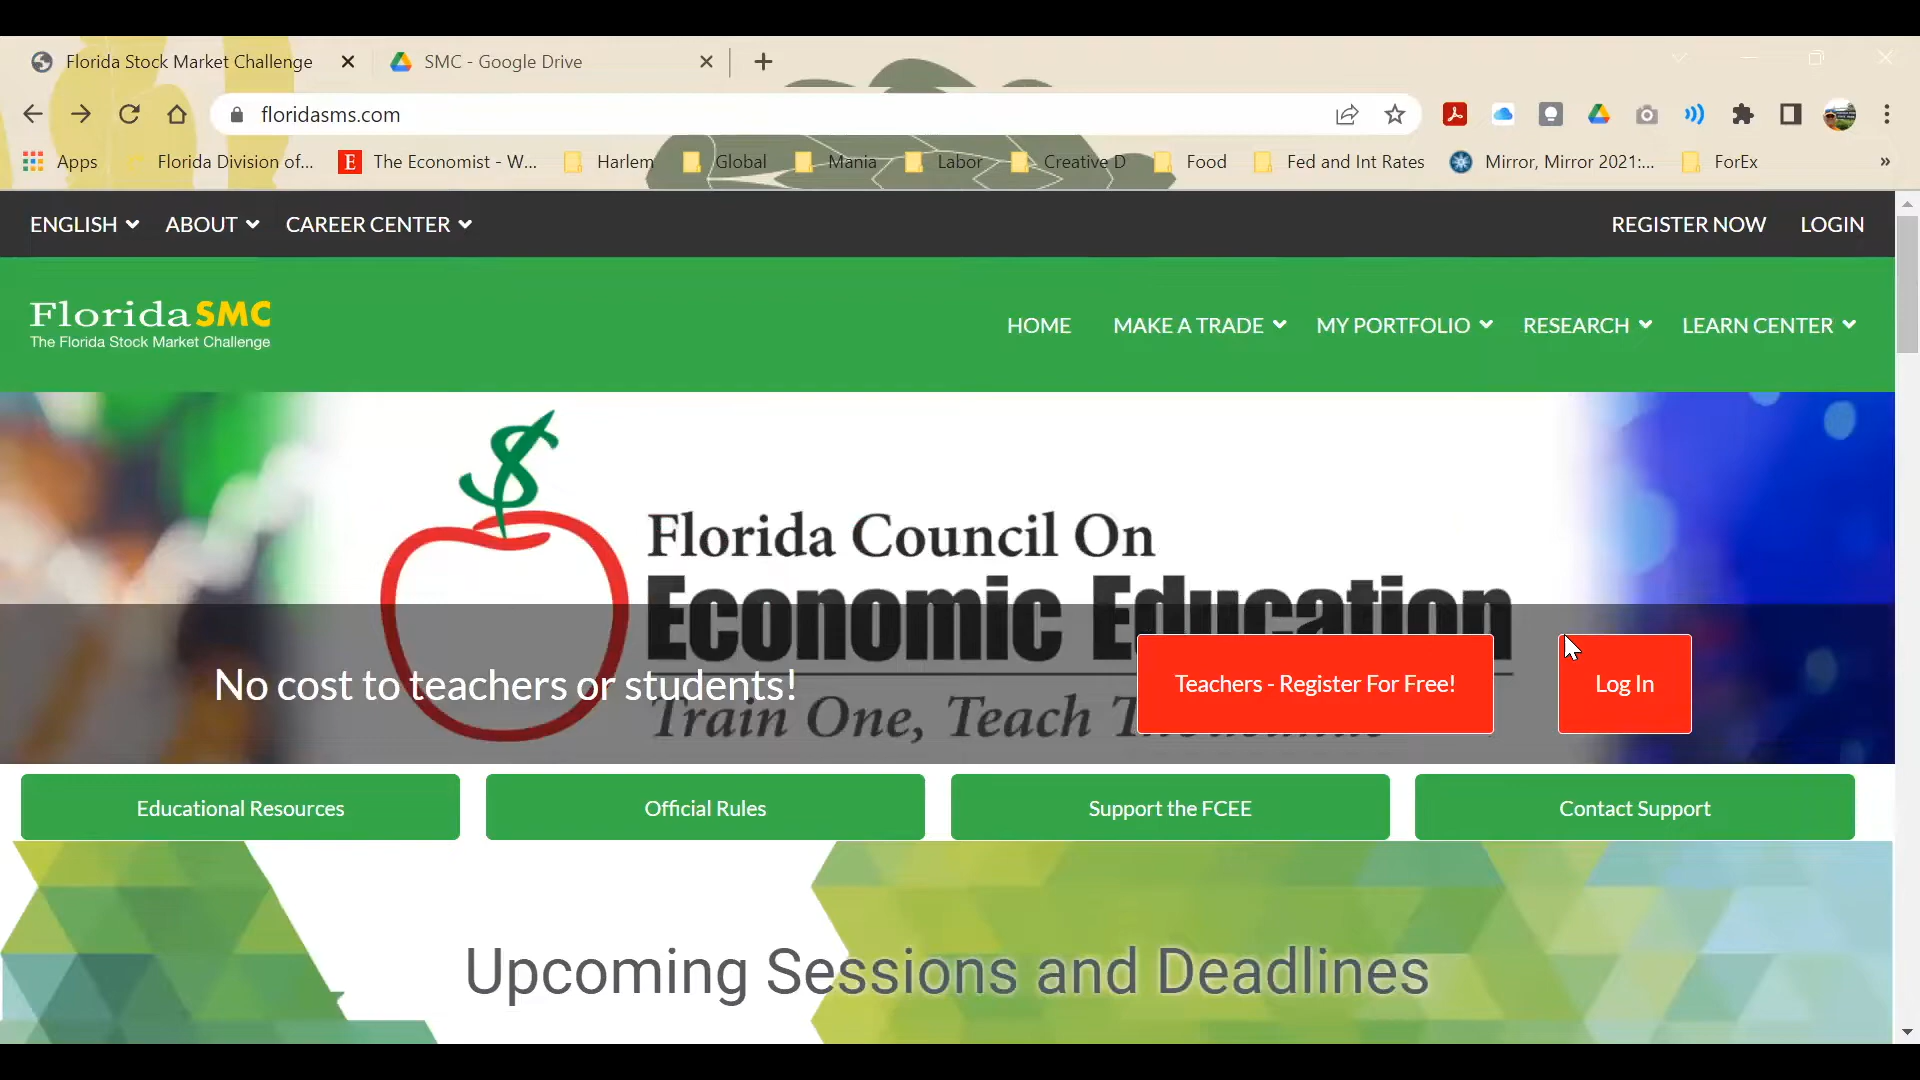 Florida Stock Market Challenge
SMC - Google Drive
floridasms.com
Apps
Florida Division of...
E
The Economist - W...
Harlem
Global
Mania
Labor
Creative D
Food
Fed and Int Rates
Mirror, Mirror 2021:...
ForEx
»
ENGLISH
ABOUT
CAREER CENTER
REGISTER NOW
LOGIN
Florida SMC
The Florida Stock Market Challenge
HOME
MAKE A TRADE
MY PORTFOLIO
RESEARCH
LEARN CENTER
$
Florida Council On
Economic Education
Train One, Teach Thousands
No cost to teachers or students!
Teachers - Register For Free!
Log In
Educational Resources
Official Rules
Support the FCEE
Contact Support
Upcoming Sessions and Deadlines